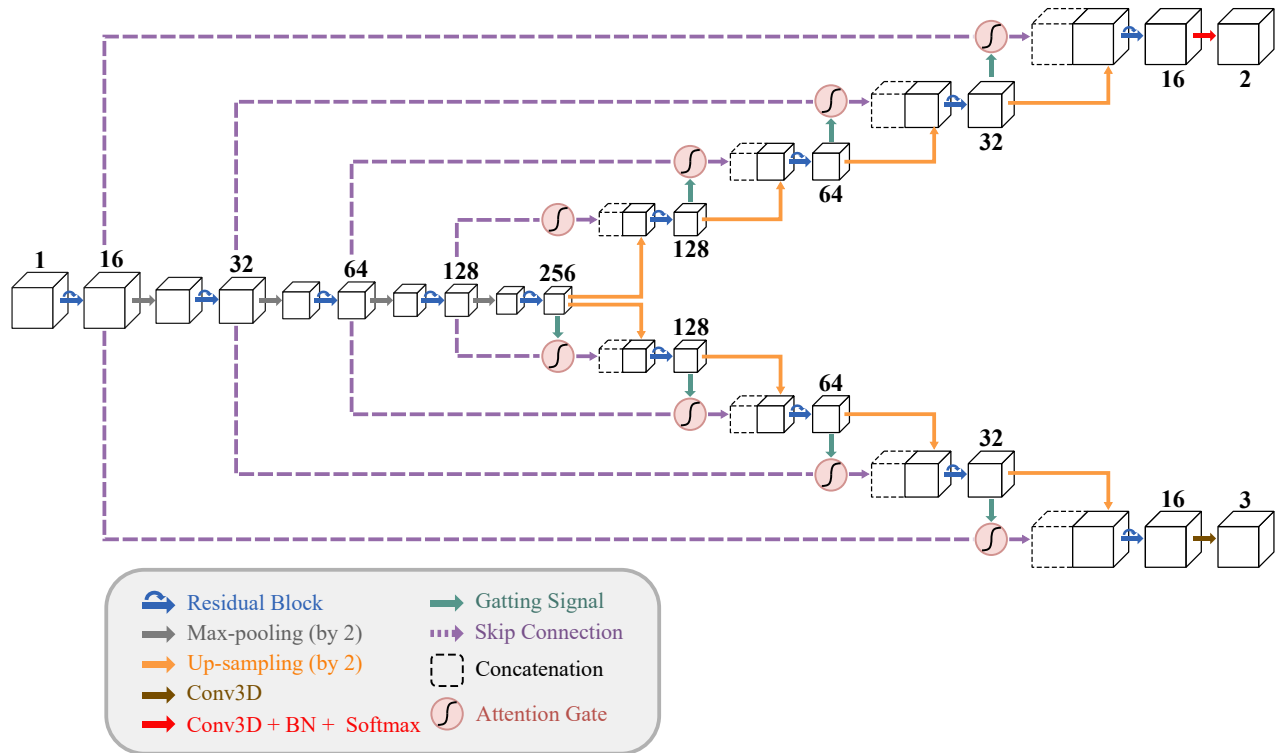 16
2
32
64
128
1
16
32
64
128
256
128
64
32
16
3
Residual Block
Max-pooling (by 2)
Up-sampling (by 2)
Conv3D
Conv3D + BN + Softmax
Gatting Signal
Skip Connection
Concatenation
Attention Gate